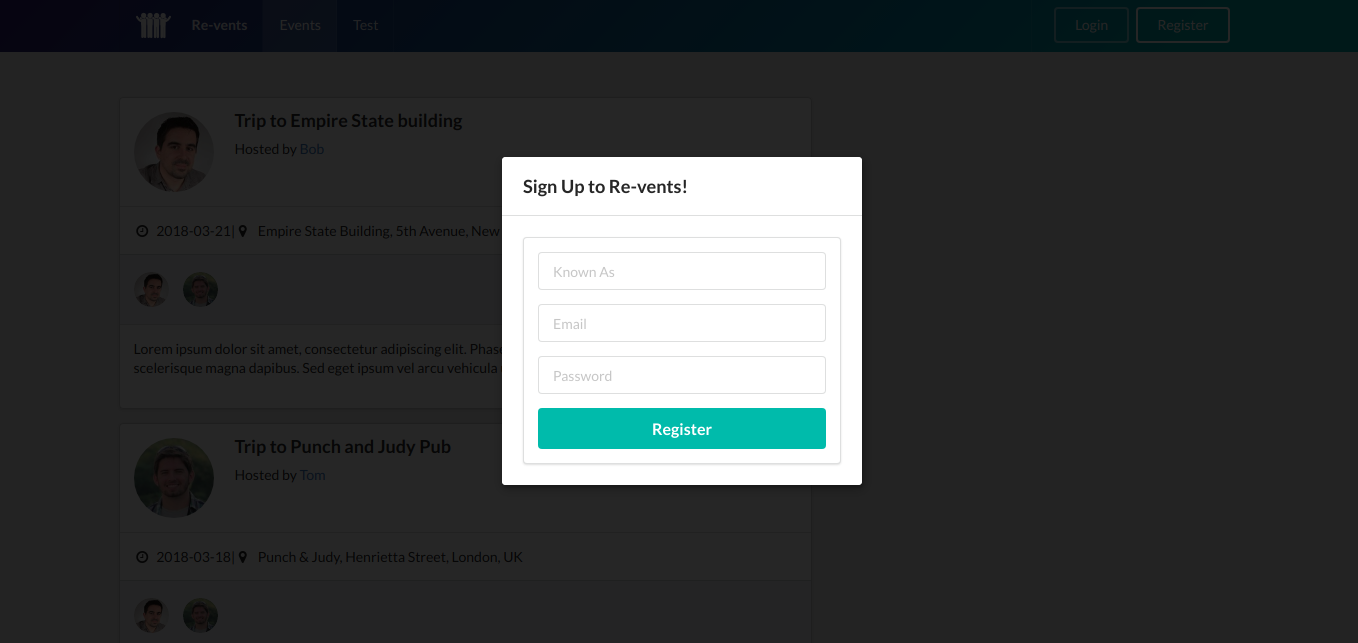 Re-vents Events Test Login Register
Trip to Empire State building
Hosted by Bob
2018-03-21| Empire State Building, 5th Avenue, New
Lorem ipsum dolor sit amet, consectetur adipiscing elit. Phase
scelerisque magna dapibus. Sed eget ipsum vel arcu vehicula
Trip to Punch and Judy Pub
Hosted by Tom
2018-03-18| Punch & Judy, Henrietta Street, London, UK
Sign Up to Re-vents!
Known As
Email
Password
Register